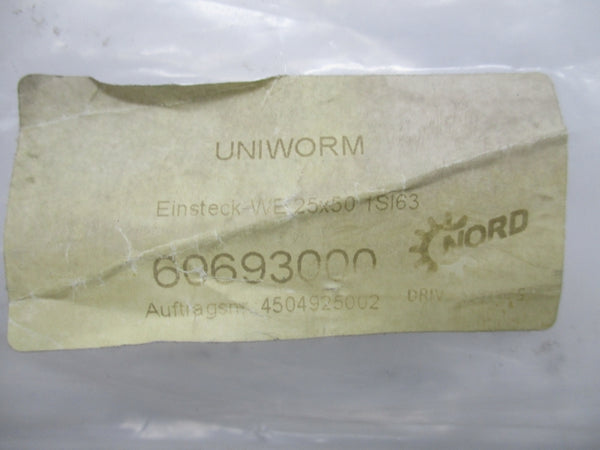 UNIWORM
Einsteck-WE 25x50 1SI63
60693000
NORD
Auftragsnr. 4504925002